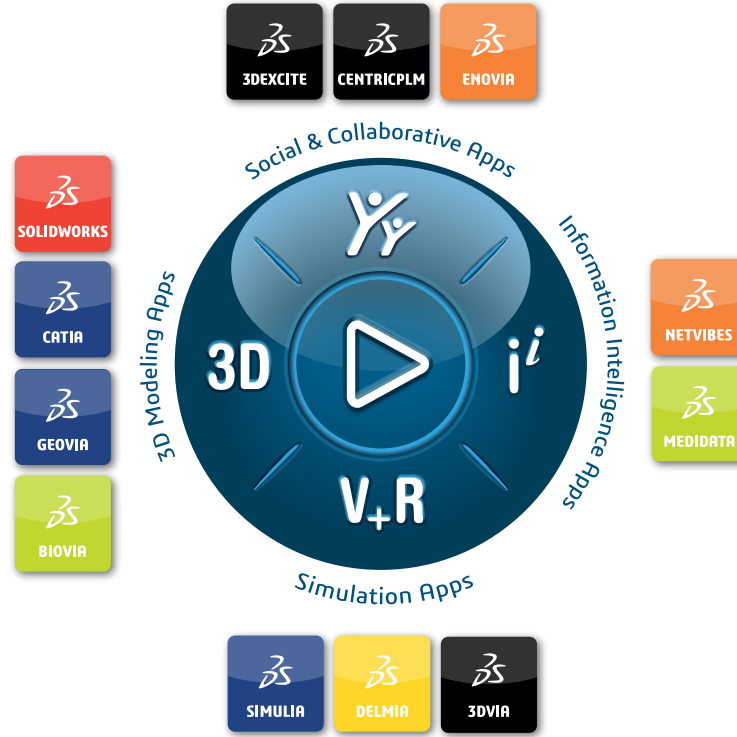 3DEXCITE
CENTRICPLM
ENOVIA
Social & Collaborative Apps
SOLIDWORKS
CATIA
GEOVIA
BIOVIA
3D Modeling Apps
3D
i i
V+R
Information Intelligence Apps
NETVIBES
MEDIDATA
Simulation Apps
SIMULIA
DELMIA
3DVIA